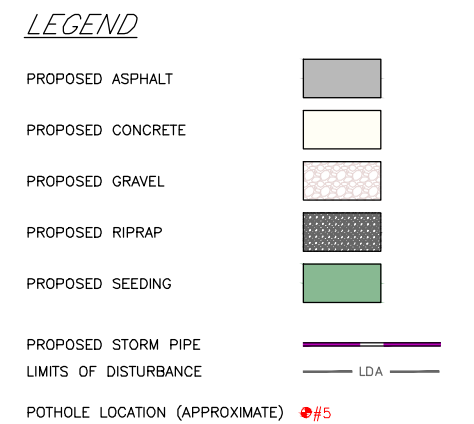 LEGEND
PROPOSED ASPHALT
PROPOSED CONCRETE
PROPOSED GRAVEL
PROPOSED RIPRAP
PROPOSED SEEDING
PROPOSED STORM PIPE
LIMITS OF DISTURBANCE LDA
POTHOLE LOCATION (APPROXIMATE) #5